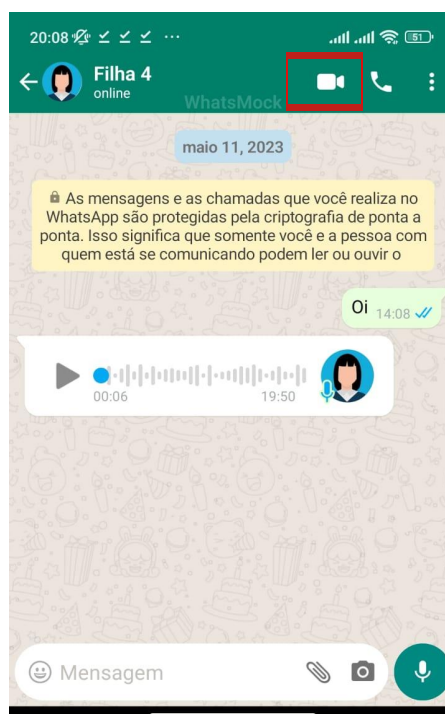 20:08
51
Filha 4
online
WhatsMock
maio 11, 2023
As mensagens e as chamadas que você realiza no
WhatsApp são protegidas pela criptografia de ponta a
ponta. Isso significa que somente você e a pessoa com
quem está se comunicando podem ler ou ouvir o
Oi 14:08
00:06 19:50
Mensagem